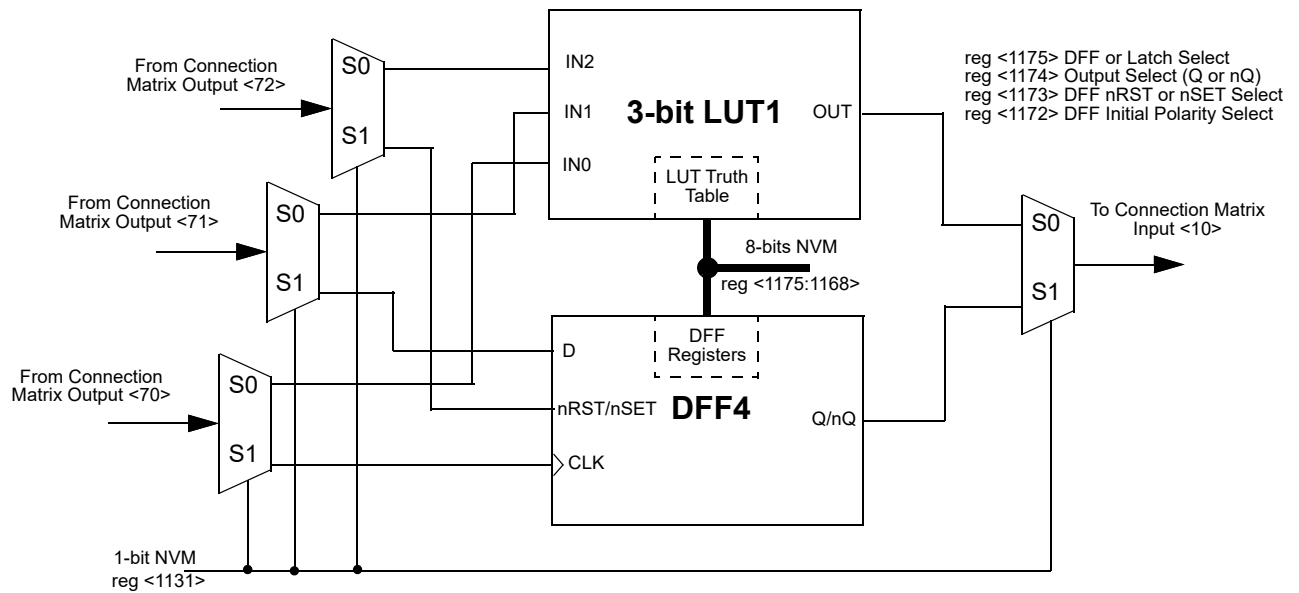 From Connection
Matrix Output <72>
S0
S1
IN2
IN1
IN0
3-bit LUT1
OUT
LUT Truth
Table
reg <1175> DFF or Latch Select
reg <1174> Output Select (Q or nQ)
reg <1173> DFF nRST or nSET Select
reg <1172> DFF Initial Polarity Select
From Connection
Matrix Output <71>
S0
S1
8-bits NVM
reg <1175:1168>
S0
S1
To Connection Matrix
Input <10>
From Connection
Matrix Output <70>
S0
S1
D
nRST/nSET
CLK
DFF
Registers
DFF4
Q/nQ
1-bit NVM
reg <1131>